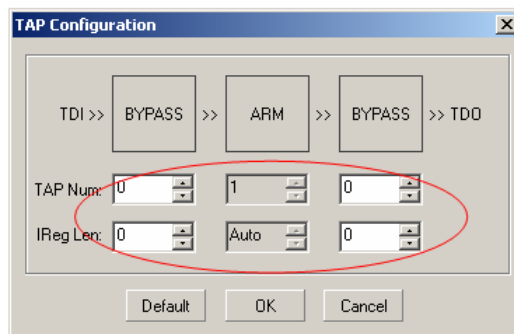 TAP Configuration
TDI >> BYPASS >> ARM >> BYPASS >> TDO
TAP Num: 0 1 0
IReg Len: 0 Auto 0
Default OK Cancel